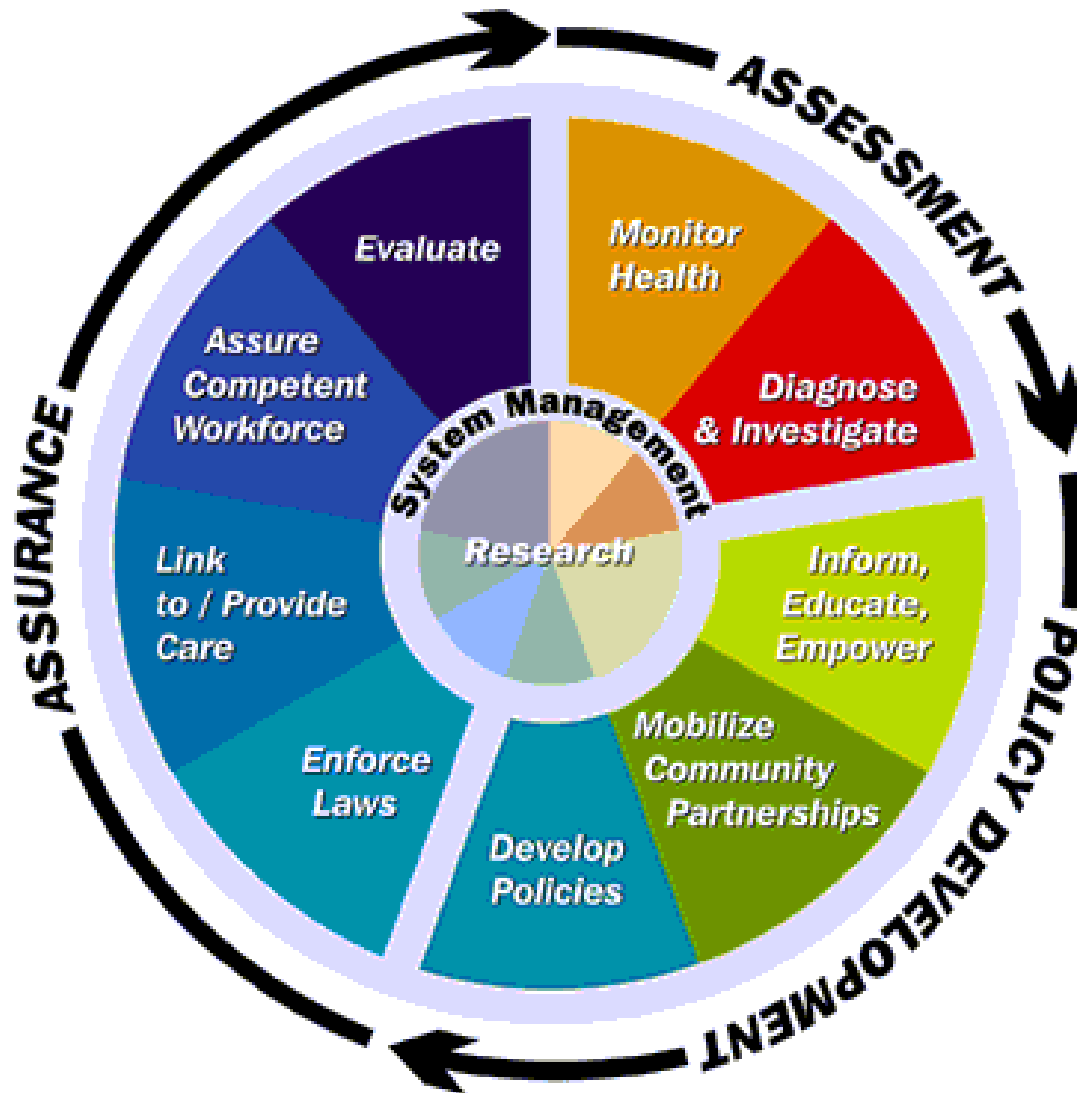 ASSESSMENT
POLICY DEVELOPMENT
ASSURANCE
Monitor
Health
Diagnose
& Investigate
Inform,
Educate,
Empower
Mobilize
Community
Partnerships
Develop
Policies
Enforce
Laws
Link
to / Provide
Care
Assure
Competent
Workforce
Evaluate
System Management
Research